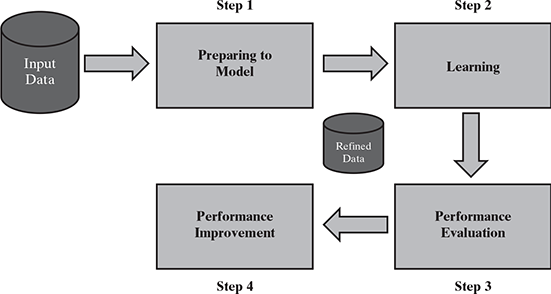 Step 1
Step 2
Input
Data
Preparing to
Model
Learning
Refined
Data
Performance
Improvement
Performance
Evaluation
Step 4
Step 3